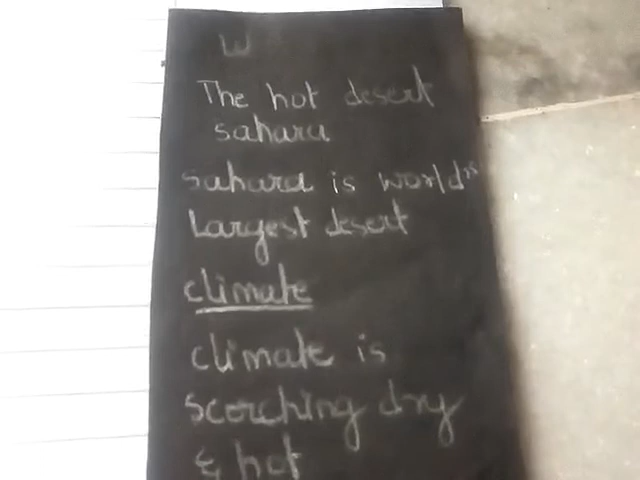 W
The hot desert
sahara
sahara is world's
Largest desert
climate
climate is
scorching dry
& hot